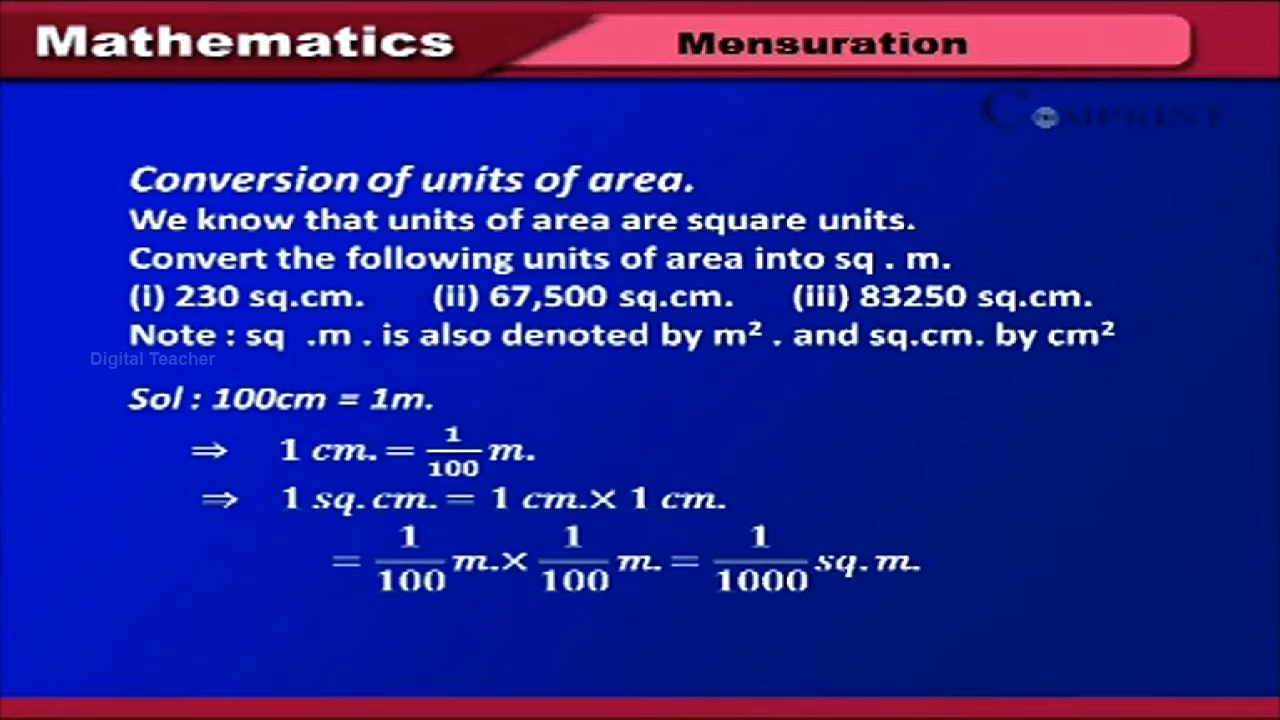 Mathematics
Mensuration
COMPRINT
Conversion of units of area.
We know that units of area are square units.
Convert the following units of area into sq . m.
(i) 230 sq.cm. (ii) 67,500 sq.cm. (iii) 83250 sq.cm.
Note : sq .m . is also denoted by m² . and sq.cm. by cm²
Digital Teacher
Sol : 100cm = 1m.
⇒ 1 cm. = 1/100 m.
⇒ 1 sq. cm. = 1 cm.× 1 cm.
= 1/100 m.× 1/100 m. = 1/1000 sq. m.